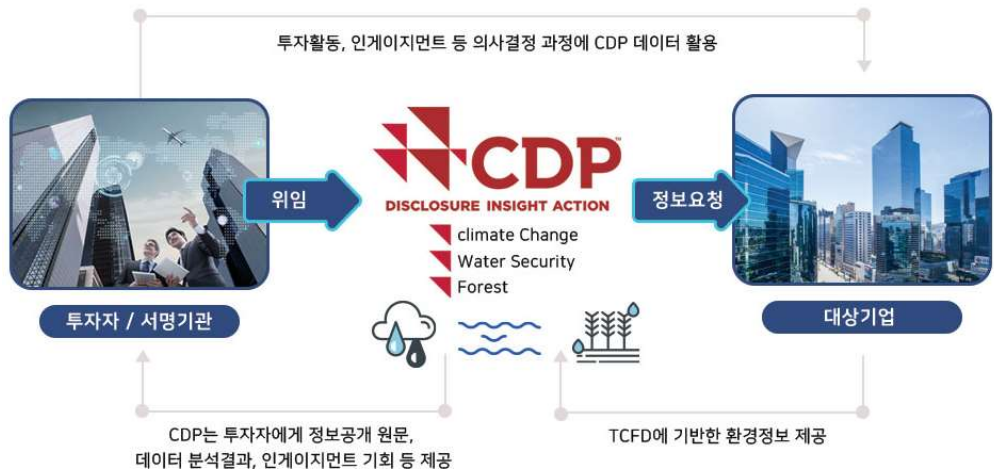 투자활동, 인게이지먼트 등 의사결정 과정에 CDP 데이터 활용
위임
CDP™
DISCLOSURE INSIGHT ACTION
정보요청
climate Change
Water Security
Forest
투자자 / 서명기관
대상기업
CDP는 투자자에게 정보공개 원문,
데이터 분석결과, 인게이지먼트 기회 등 제공
TCFD에 기반한 환경정보 제공